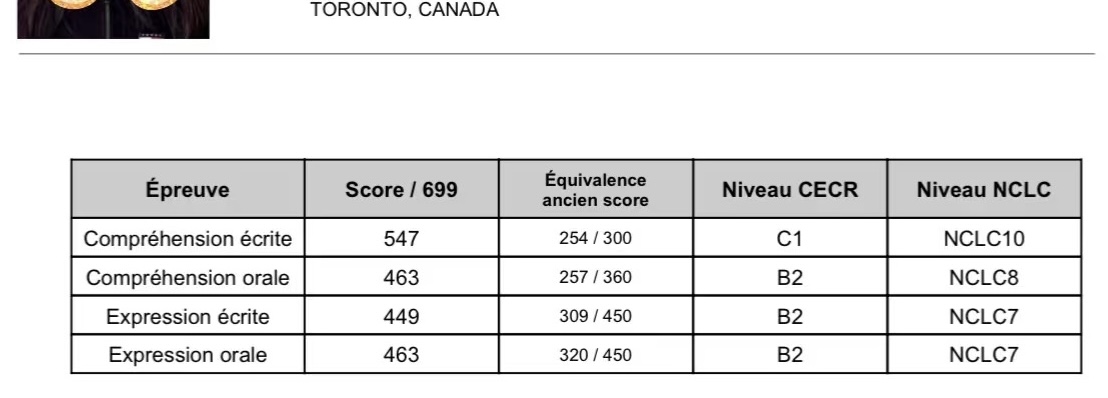 TORONTO, CANADA
Épreuve Score / 699 Équivalence ancien score Niveau CECR Niveau NCLC
Compréhension écrite 547 254 / 300 C1 NCLC10
Compréhension orale 463 257 / 360 B2 NCLC8
Expression écrite 449 309 / 450 B2 NCLC7
Expression orale 463 320 / 450 B2 NCLC7